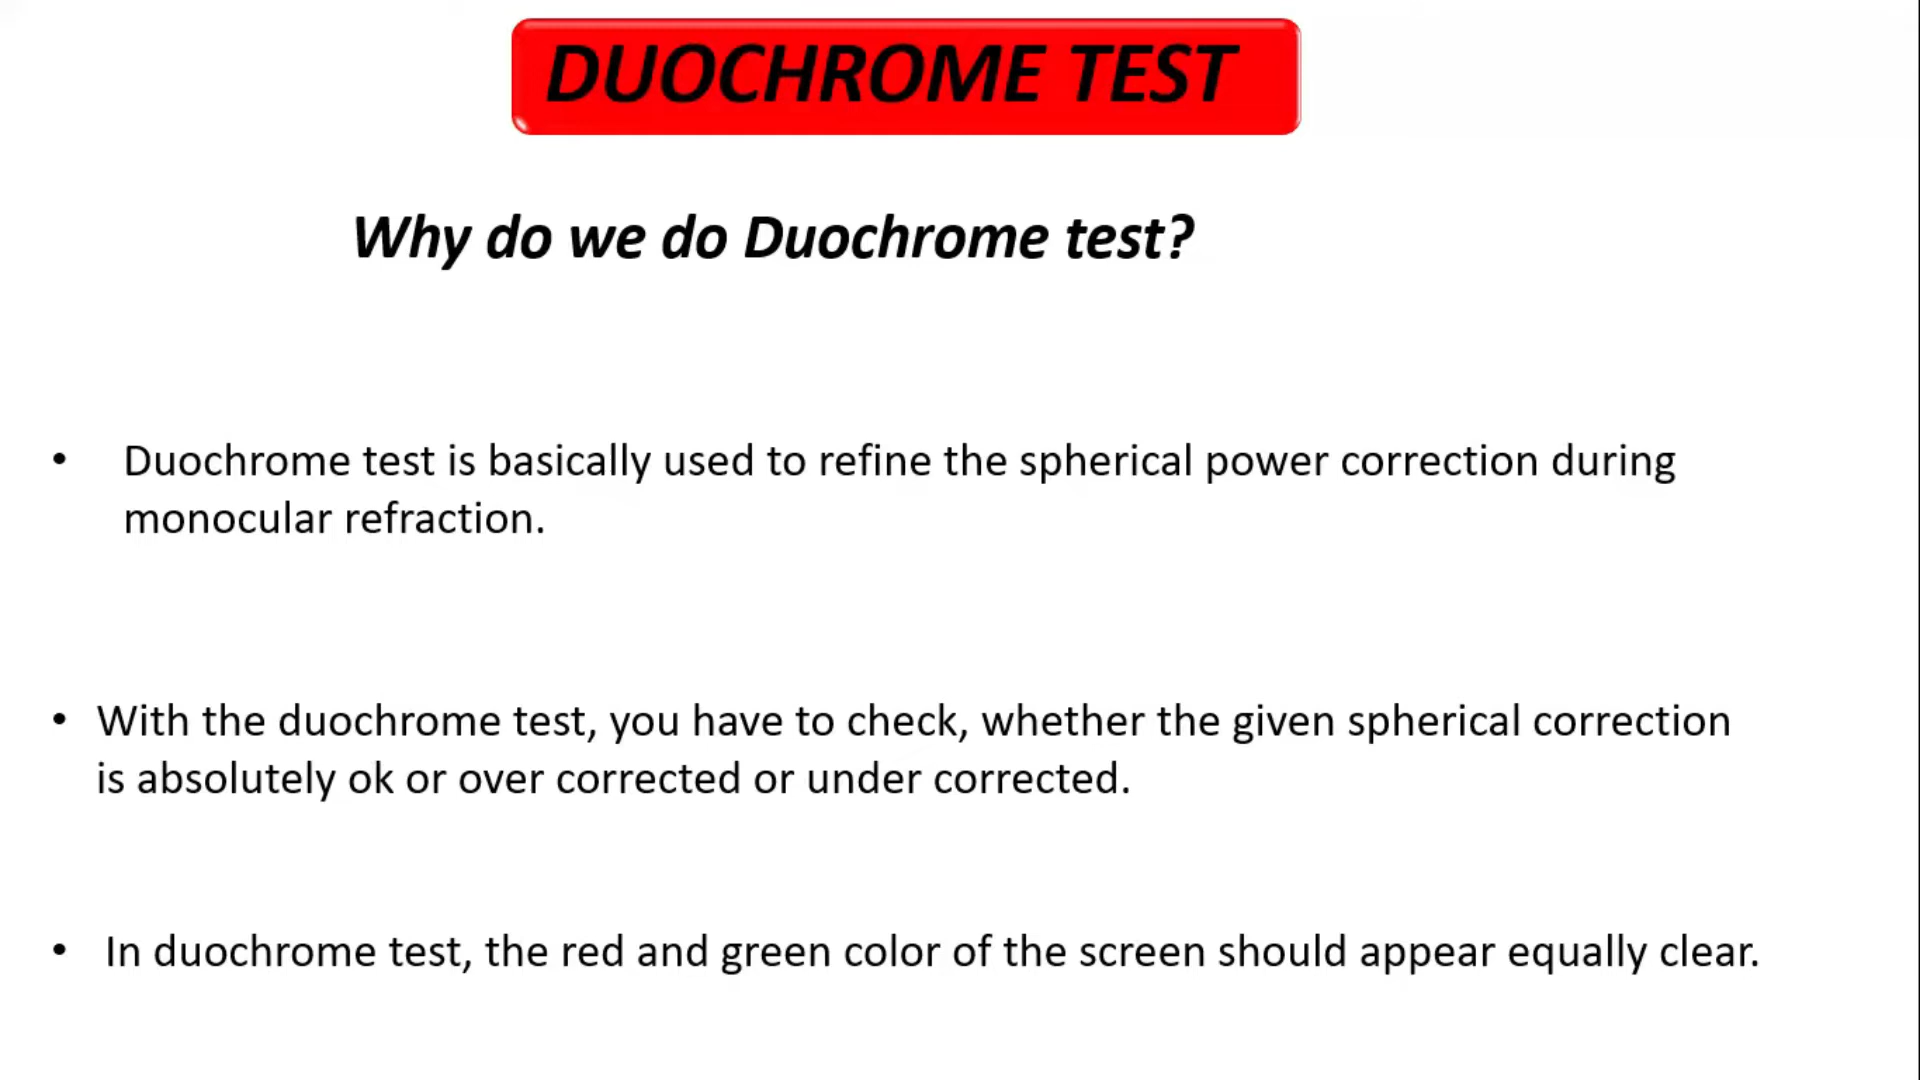 DUOCHROME TEST
Why do we do Duochrome test?
• Duochrome test is basically used to refine the spherical power correction during
monocular refraction.
• With the duochrome test, you have to check, whether the given spherical correction
is absolutely ok or over corrected or under corrected.
• In duochrome test, the red and green color of the screen should appear equally clear.